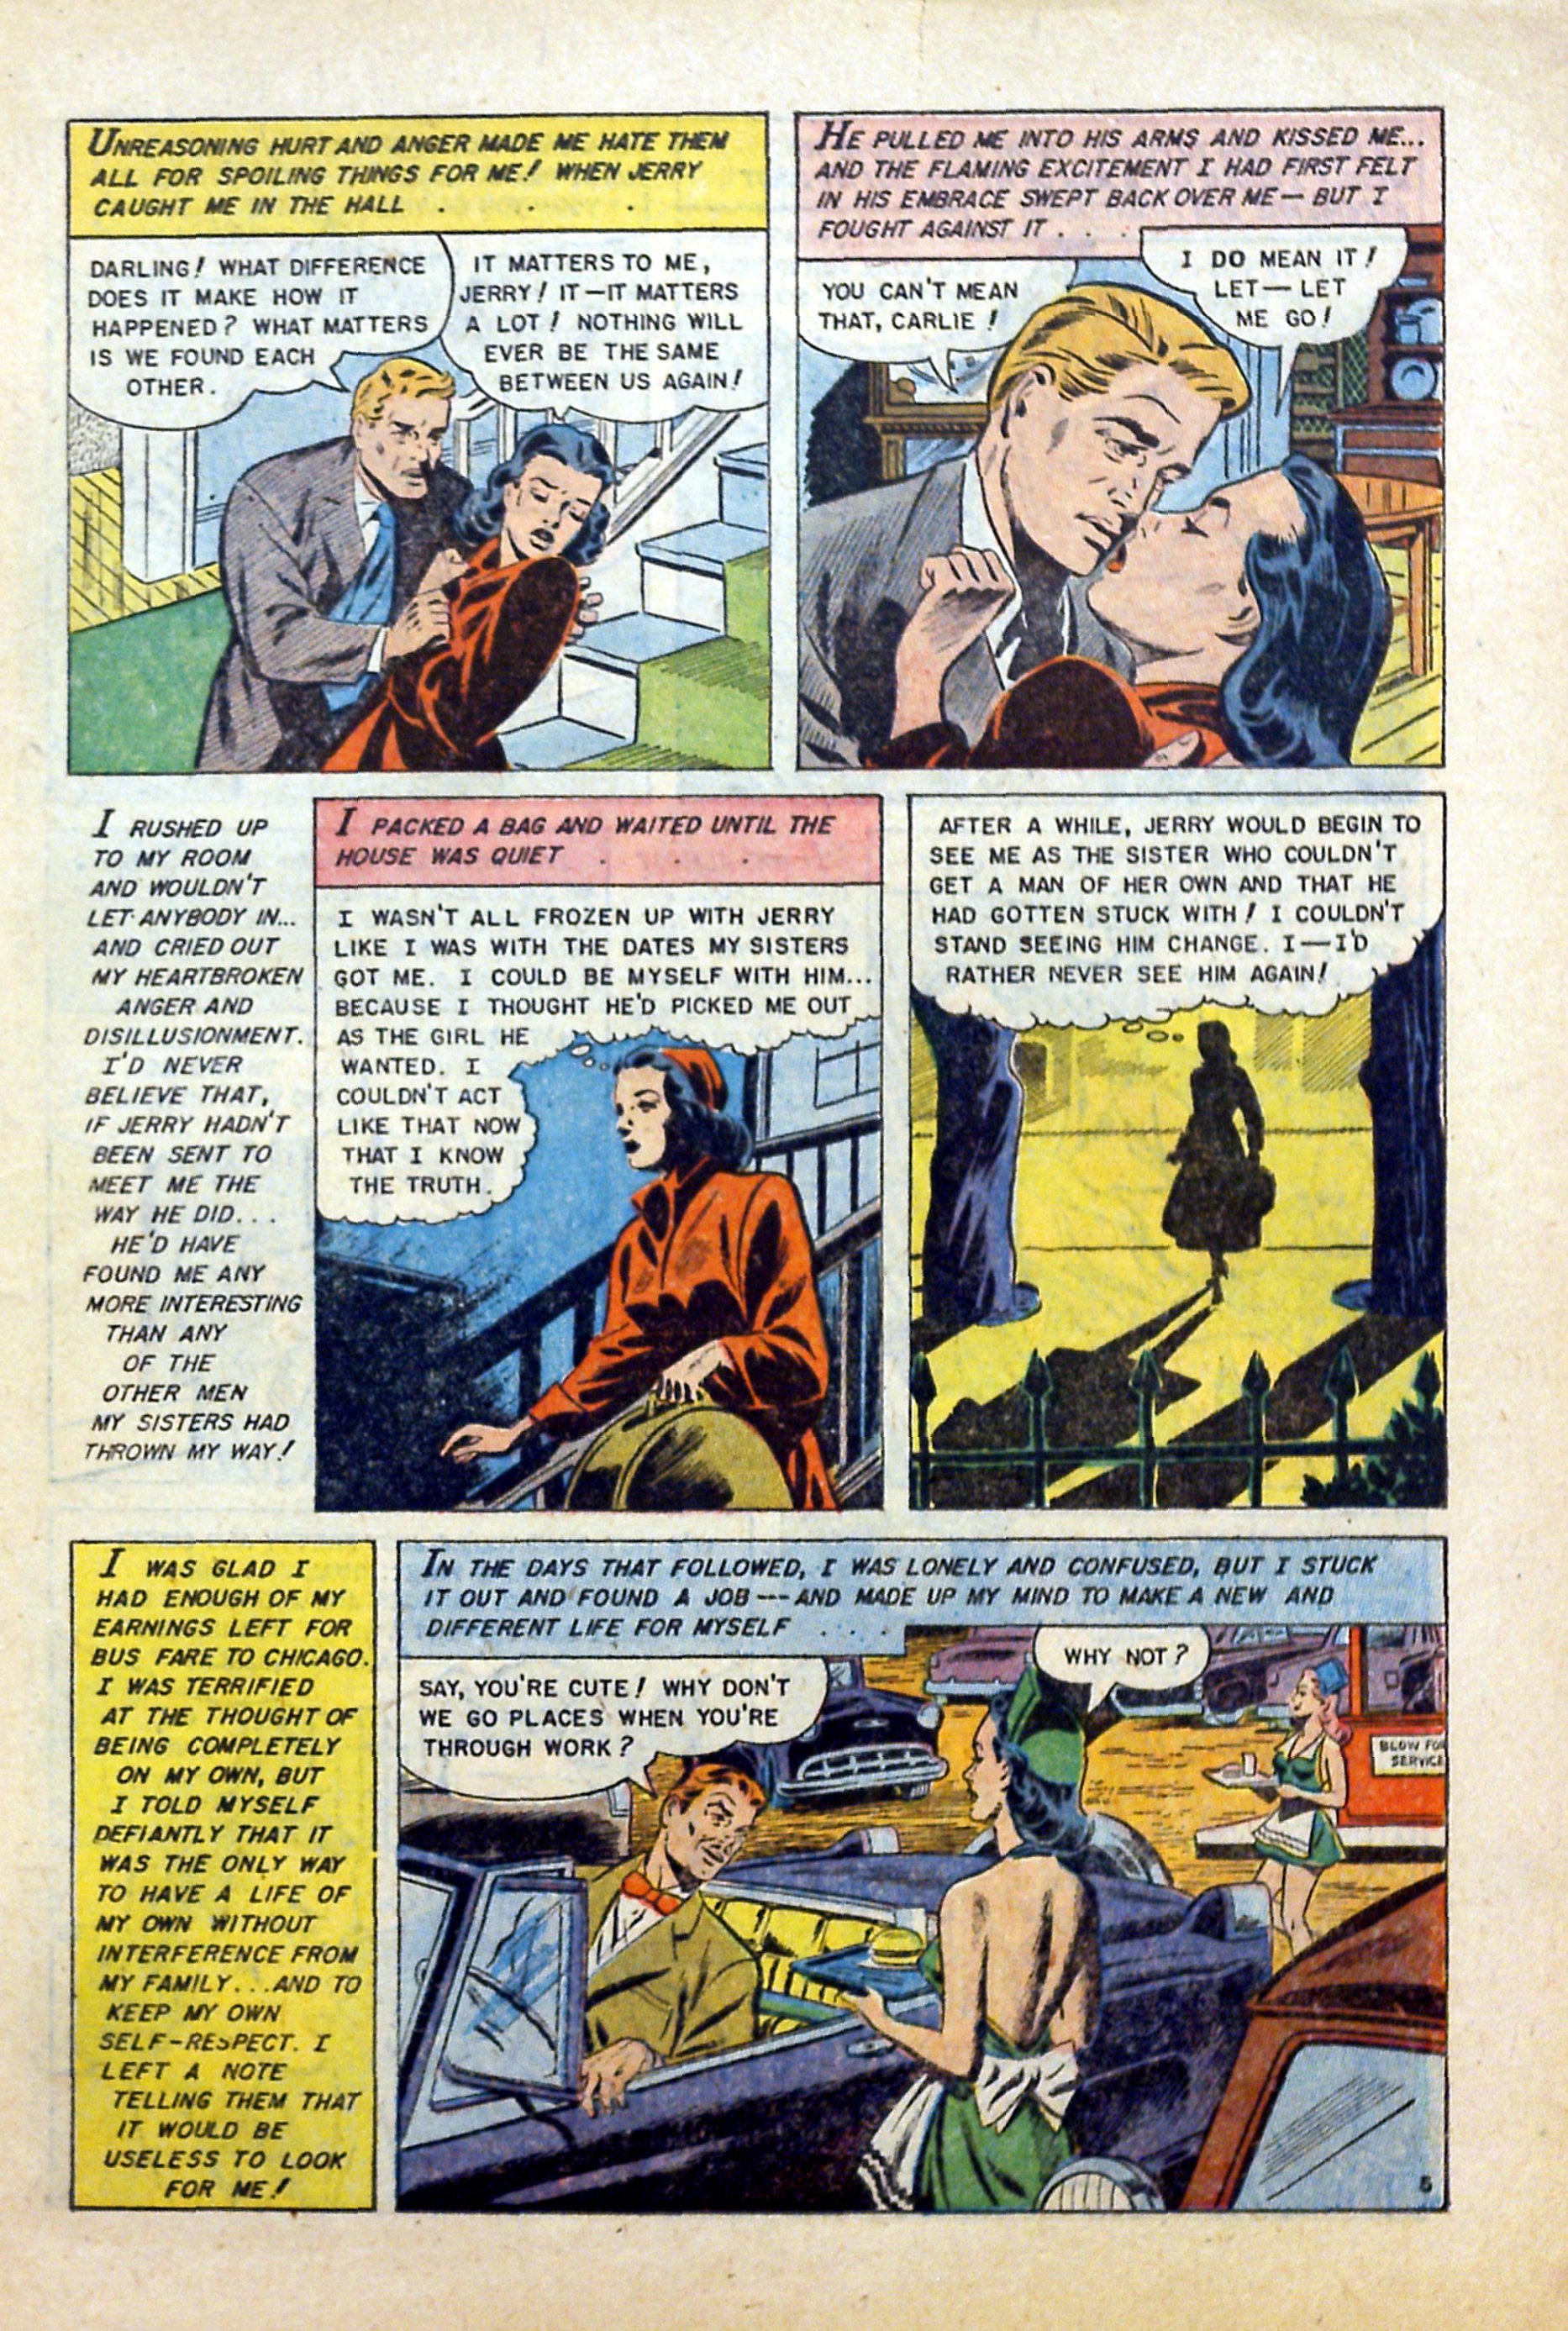 UNREASONING HURT AND ANGER MADE ME HATE THEM
ALL FOR SPOILING THINGS FOR ME! WHEN JERRY
CAUGHT ME IN THE HALL . . .
DARLING! WHAT DIFFERENCE
DOES IT MAKE HOW IT
HAPPENED? WHAT MATTERS
IS WE FOUND EACH
OTHER.
IT MATTERS TO ME,
JERRY! IT—IT MATTERS
A LOT! NOTHING WILL
EVER BE THE SAME
BETWEEN US AGAIN!
HE PULLED ME INTO HIS ARMS AND KISSED ME...
AND THE FLAMING EXCITEMENT I HAD FIRST FELT
IN HIS EMBRACE SWEPT BACK OVER ME— BUT I
FOUGHT AGAINST IT . . .
YOU CAN'T MEAN
THAT, CARLIE!
I DO MEAN IT!
LET— LET
ME GO!
I RUSHED UP
TO MY ROOM
AND WOULDN'T
LET ANYBODY IN...
AND CRIED OUT
MY HEARTBROKEN
ANGER AND
DISILLUSIONMENT.
I'D NEVER
BELIEVE THAT,
IF JERRY HADN'T
BEEN SENT TO
MEET ME THE
WAY HE DID...
HE'D HAVE
FOUND ME ANY
MORE INTERESTING
THAN ANY
OF THE
OTHER MEN
MY SISTERS HAD
THROWN MY WAY!
I PACKED A BAG AND WAITED UNTIL THE
HOUSE WAS QUIET . . .
I WASN'T ALL FROZEN UP WITH JERRY
LIKE I WAS WITH THE DATES MY SISTERS
GOT ME. I COULD BE MYSELF WITH HIM...
BECAUSE I THOUGHT HE'D PICKED ME OUT
AS THE GIRL HE
WANTED. I
COULDN'T ACT
LIKE THAT NOW
THAT I KNOW
THE TRUTH.
AFTER A WHILE, JERRY WOULD BEGIN TO
SEE ME AS THE SISTER WHO COULDN'T
GET A MAN OF HER OWN AND THAT HE
HAD GOTTEN STUCK WITH! I COULDN'T
STAND SEEING HIM CHANGE. I—I'D
RATHER NEVER SEE HIM AGAIN!
I WAS GLAD I
HAD ENOUGH OF MY
EARNINGS LEFT FOR
BUS FARE TO CHICAGO.
I WAS TERRIFIED
AT THE THOUGHT OF
BEING COMPLETELY
ON MY OWN, BUT
I TOLD MYSELF
DEFIANTLY THAT IT
WAS THE ONLY WAY
TO HAVE A LIFE OF
MY OWN WITHOUT
INTERFERENCE FROM
MY FAMILY...AND TO
KEEP MY OWN
SELF-RESPECT. I
LEFT A NOTE
TELLING THEM THAT
IT WOULD BE
USELESS TO LOOK
FOR ME!
IN THE DAYS THAT FOLLOWED, I WAS LONELY AND CONFUSED, BUT I STUCK
IT OUT AND FOUND A JOB---AND MADE UP MY MIND TO MAKE A NEW AND
DIFFERENT LIFE FOR MYSELF . . . .
SAY, YOU'RE CUTE! WHY DON'T
WE GO PLACES WHEN YOU'RE
THROUGH WORK?
WHY NOT?
BLOW FOR
SERVICE
5